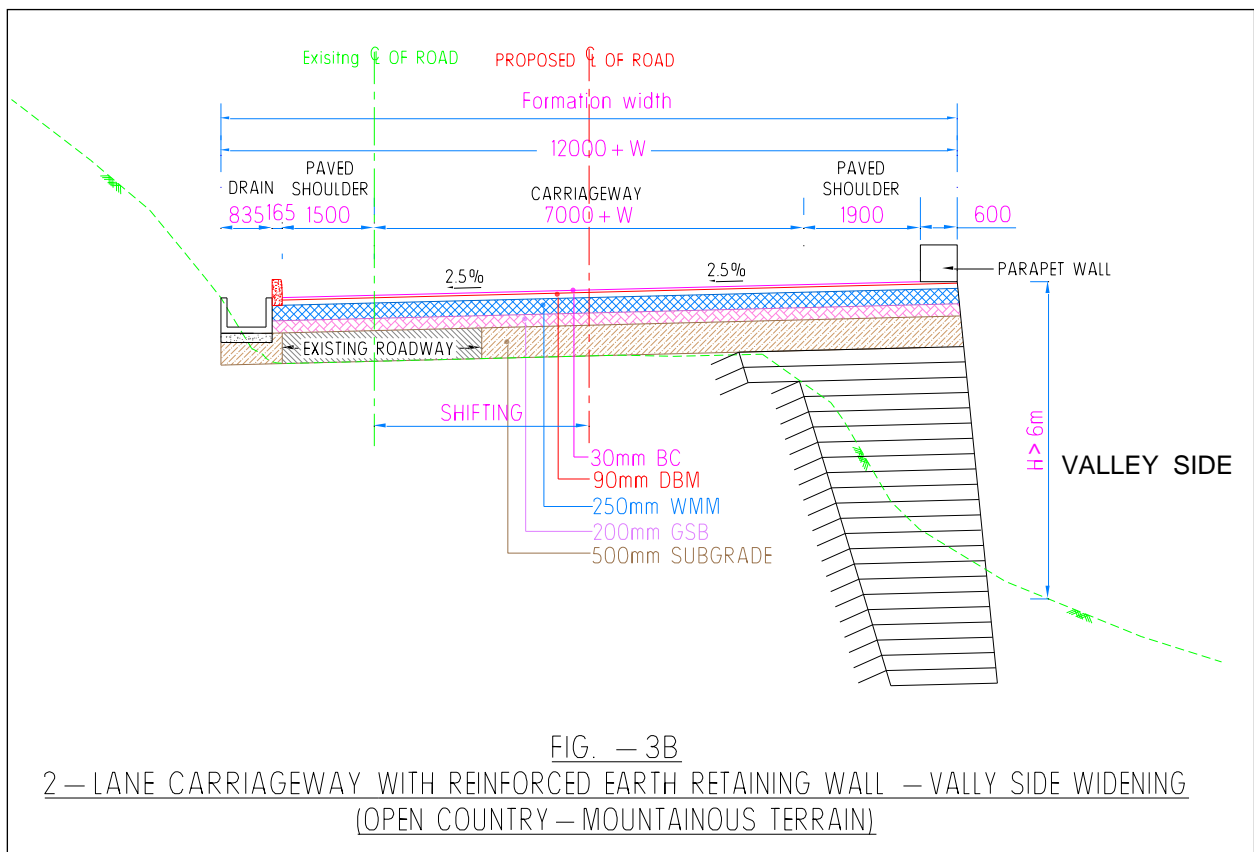 Exisitng ℄ OF ROAD
PROPOSED ℄ OF ROAD
Formation width
12000 + W
DRAIN
PAVED
SHOULDER
CARRIAGEWAY
PAVED
SHOULDER
835
165
1500
7000 + W
1900
600
2.5%
2.5%
PARAPET WALL
EXISTING ROADWAY
SHIFTING
30mm BC
90mm DBM
250mm WMM
200mm GSB
500mm SUBGRADE
H > 6m
VALLEY SIDE
FIG. — 3B
2 — LANE CARRIAGEWAY WITH REINFORCED EARTH RETAINING WALL — VALLY SIDE WIDENING
(OPEN COUNTRY — MOUNTAINOUS TERRAIN)